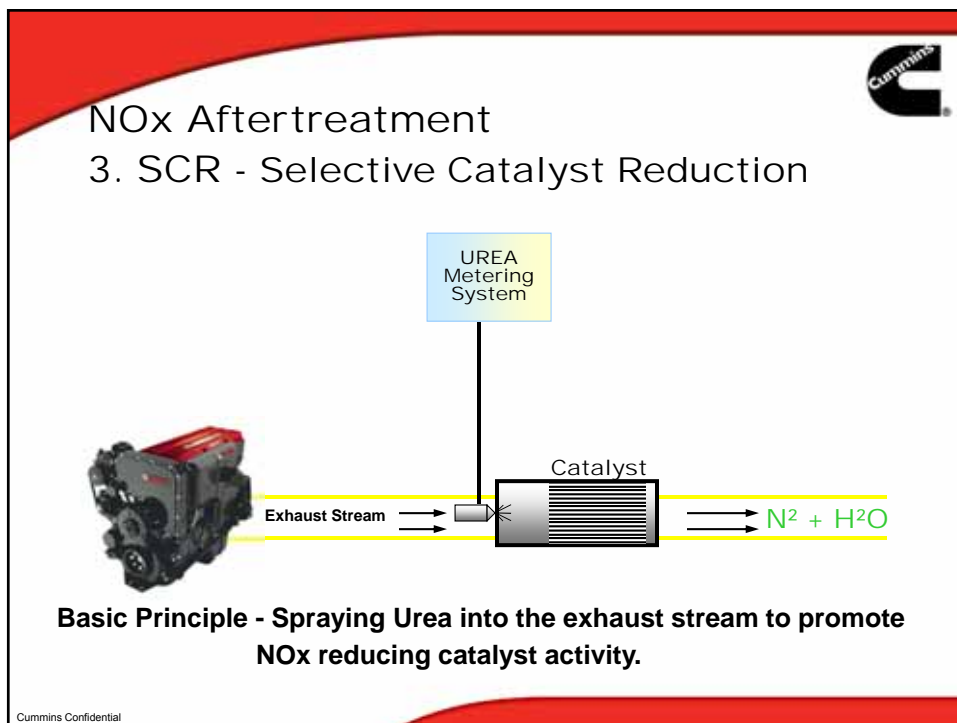 Cummins
®
NOx Aftertreatment
3. SCR - Selective Catalyst Reduction
UREA
Metering
System
Catalyst
Exhaust Stream
N² + H²O
Basic Principle - Spraying Urea into the exhaust stream to promote
NOx reducing catalyst activity.
Cummins Confidential